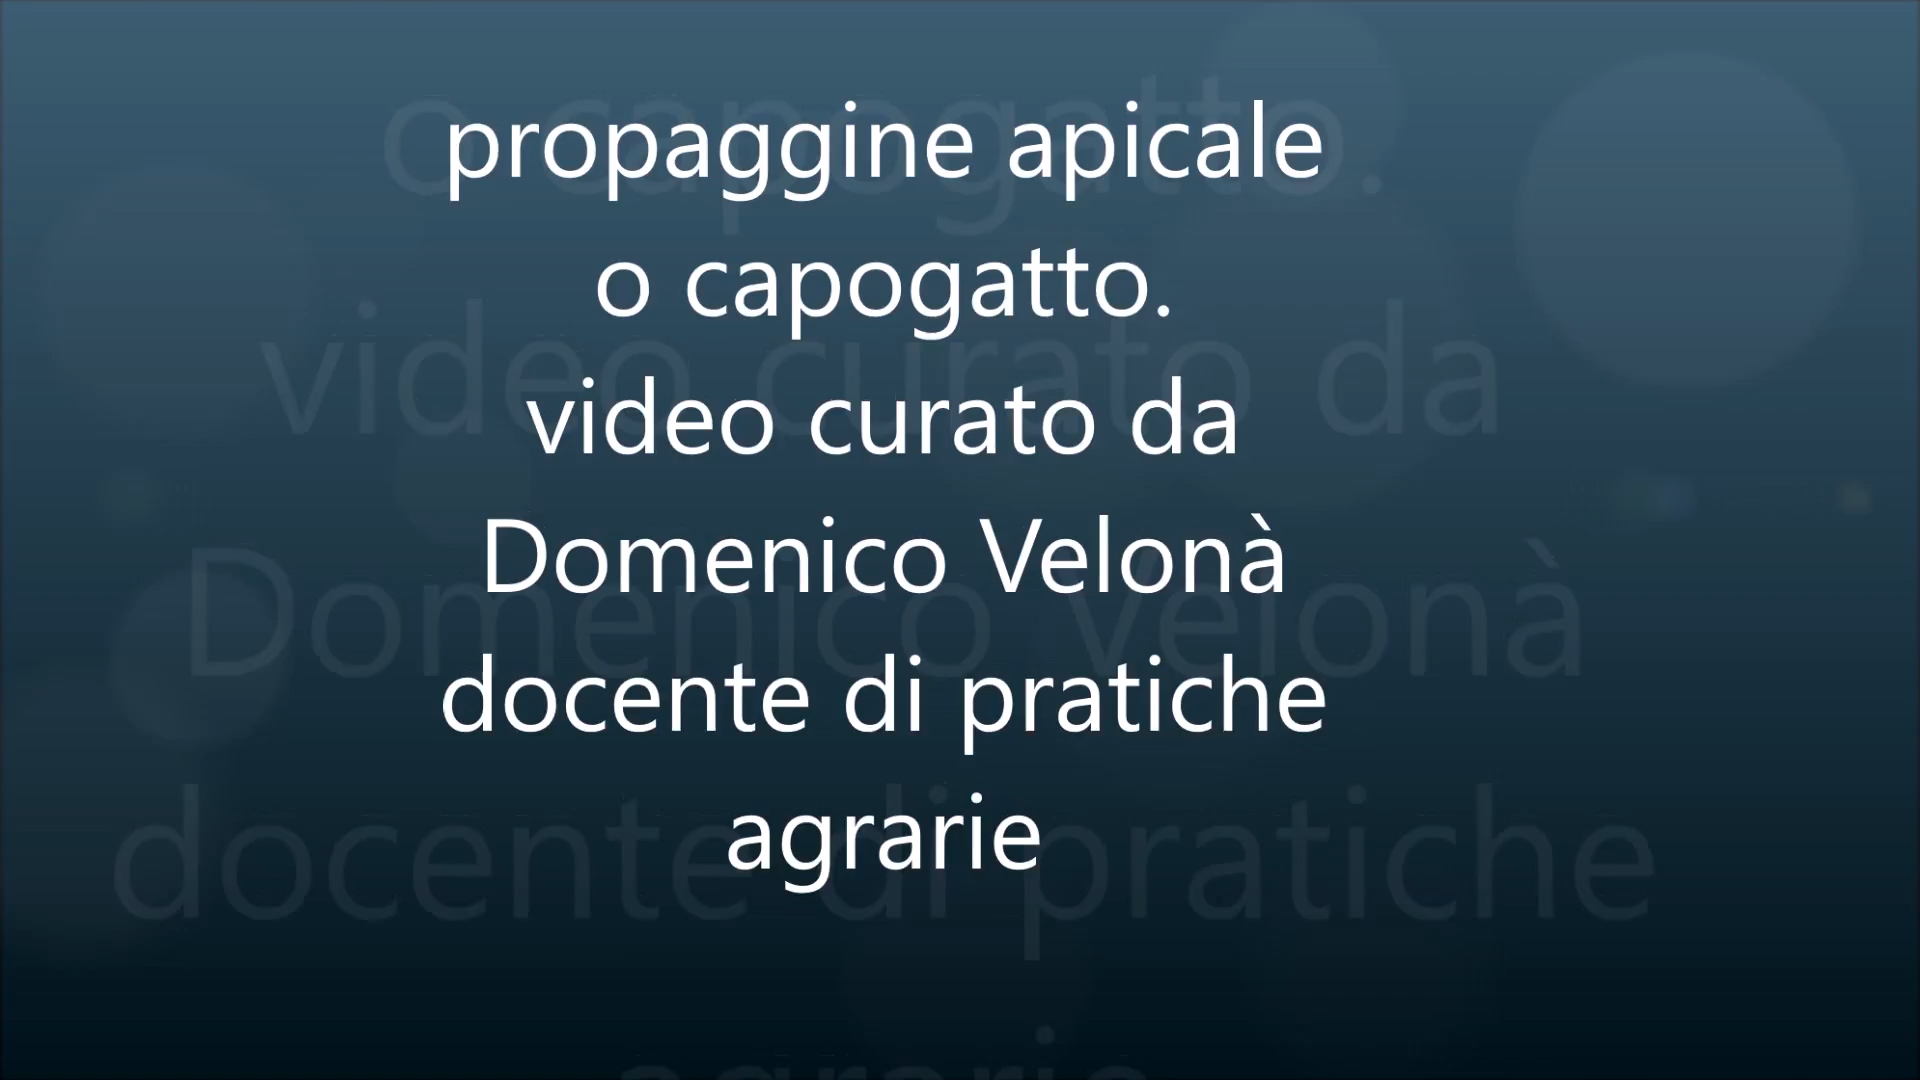 propaggine apicale
o capogatto.
video curato da
Domenico Velonà
docente di pratiche
agrarie